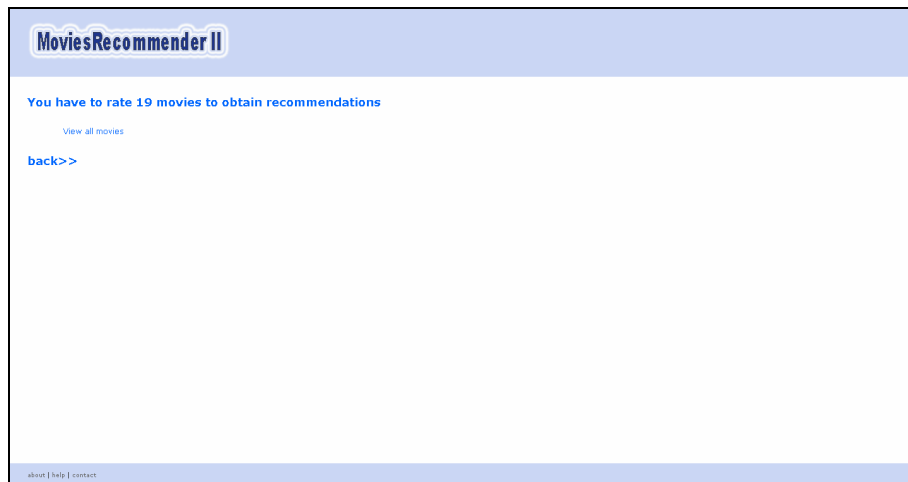 MoviesRecommender II
You have to rate 19 movies to obtain recommendations
View all movies
back>>
about | help | contact